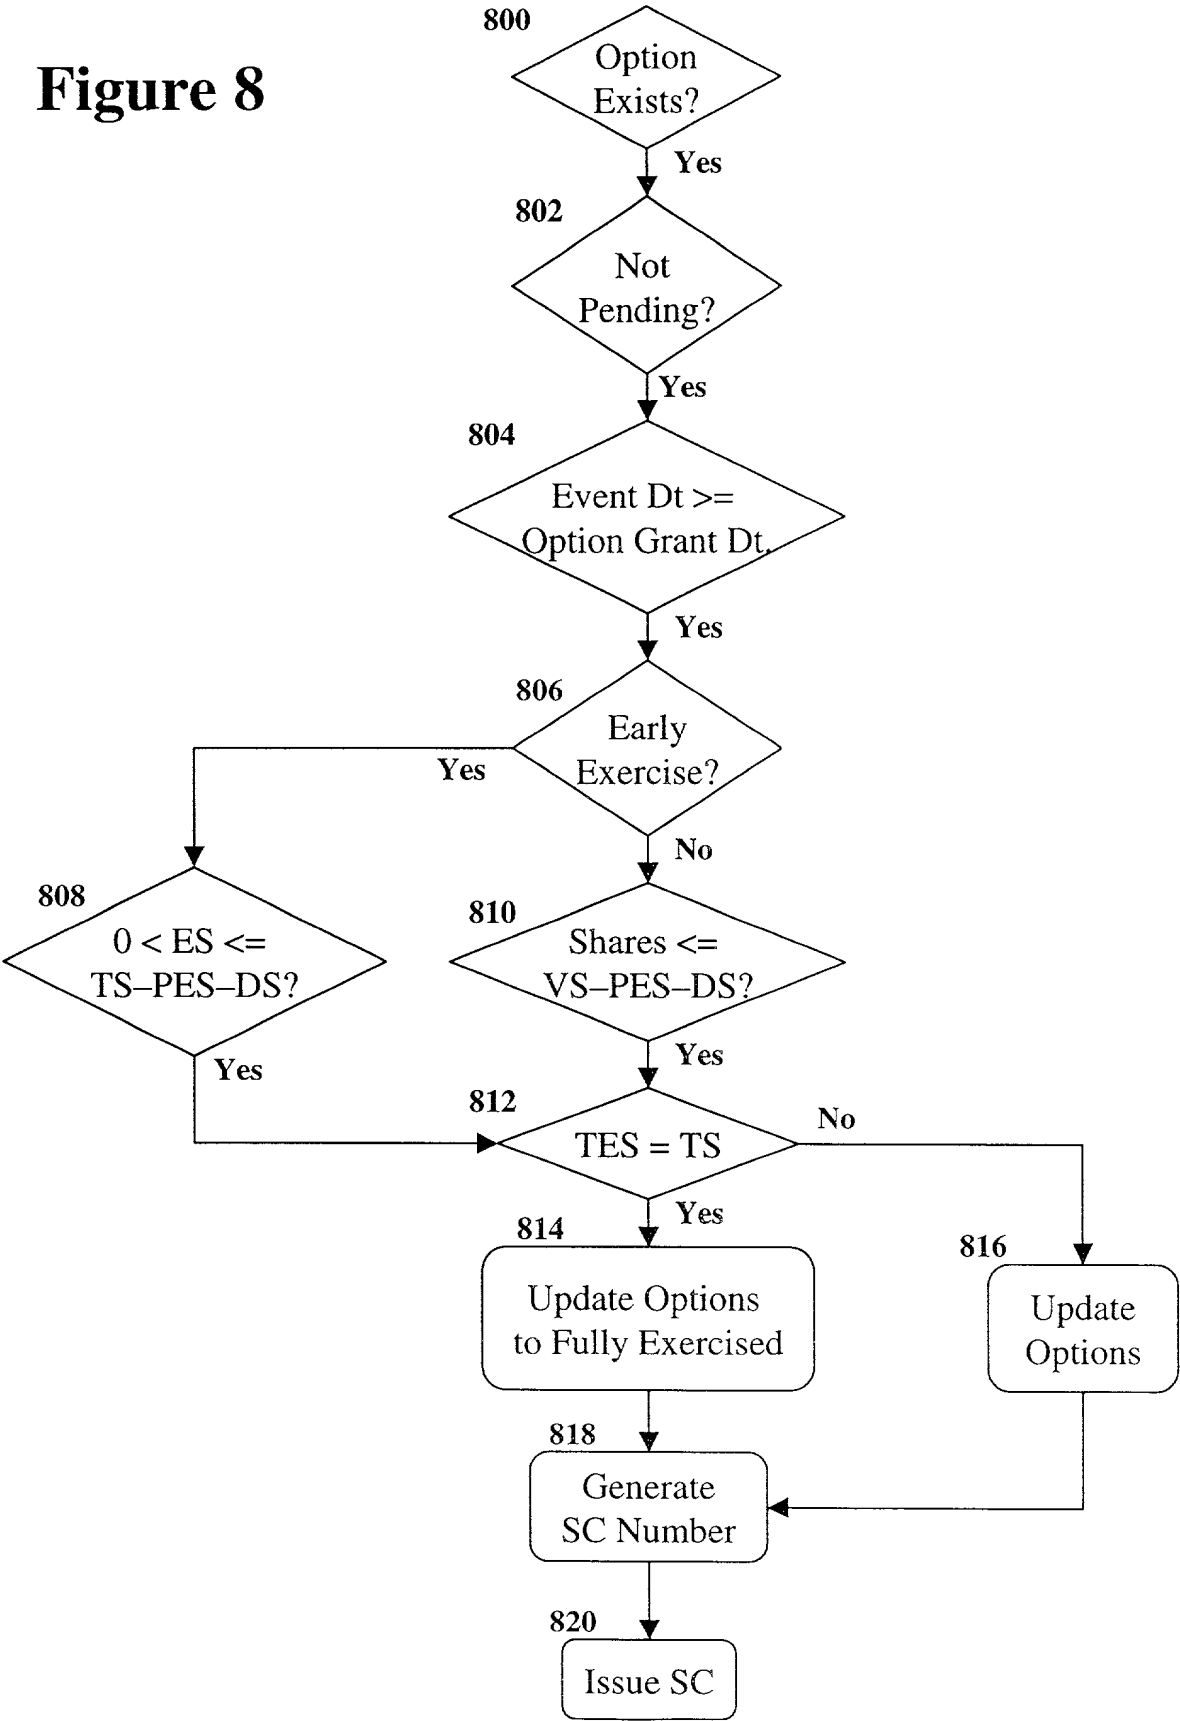 800
Figure 8
Option
Exists?
Yes
802
Not
Pending?
Yes
804
Event Dt >=
Option Grant Dt.
Yes
806
Early
Exercise?
Yes
No
808
0 < ES <=
TS–PES–DS?
Yes
810
Shares <=
VS–PES–DS?
Yes
812
TES = TS
No
Yes
814
Update Options
to Fully Exercised
816
Update
Options
818
Generate
SC Number
820
Issue SC